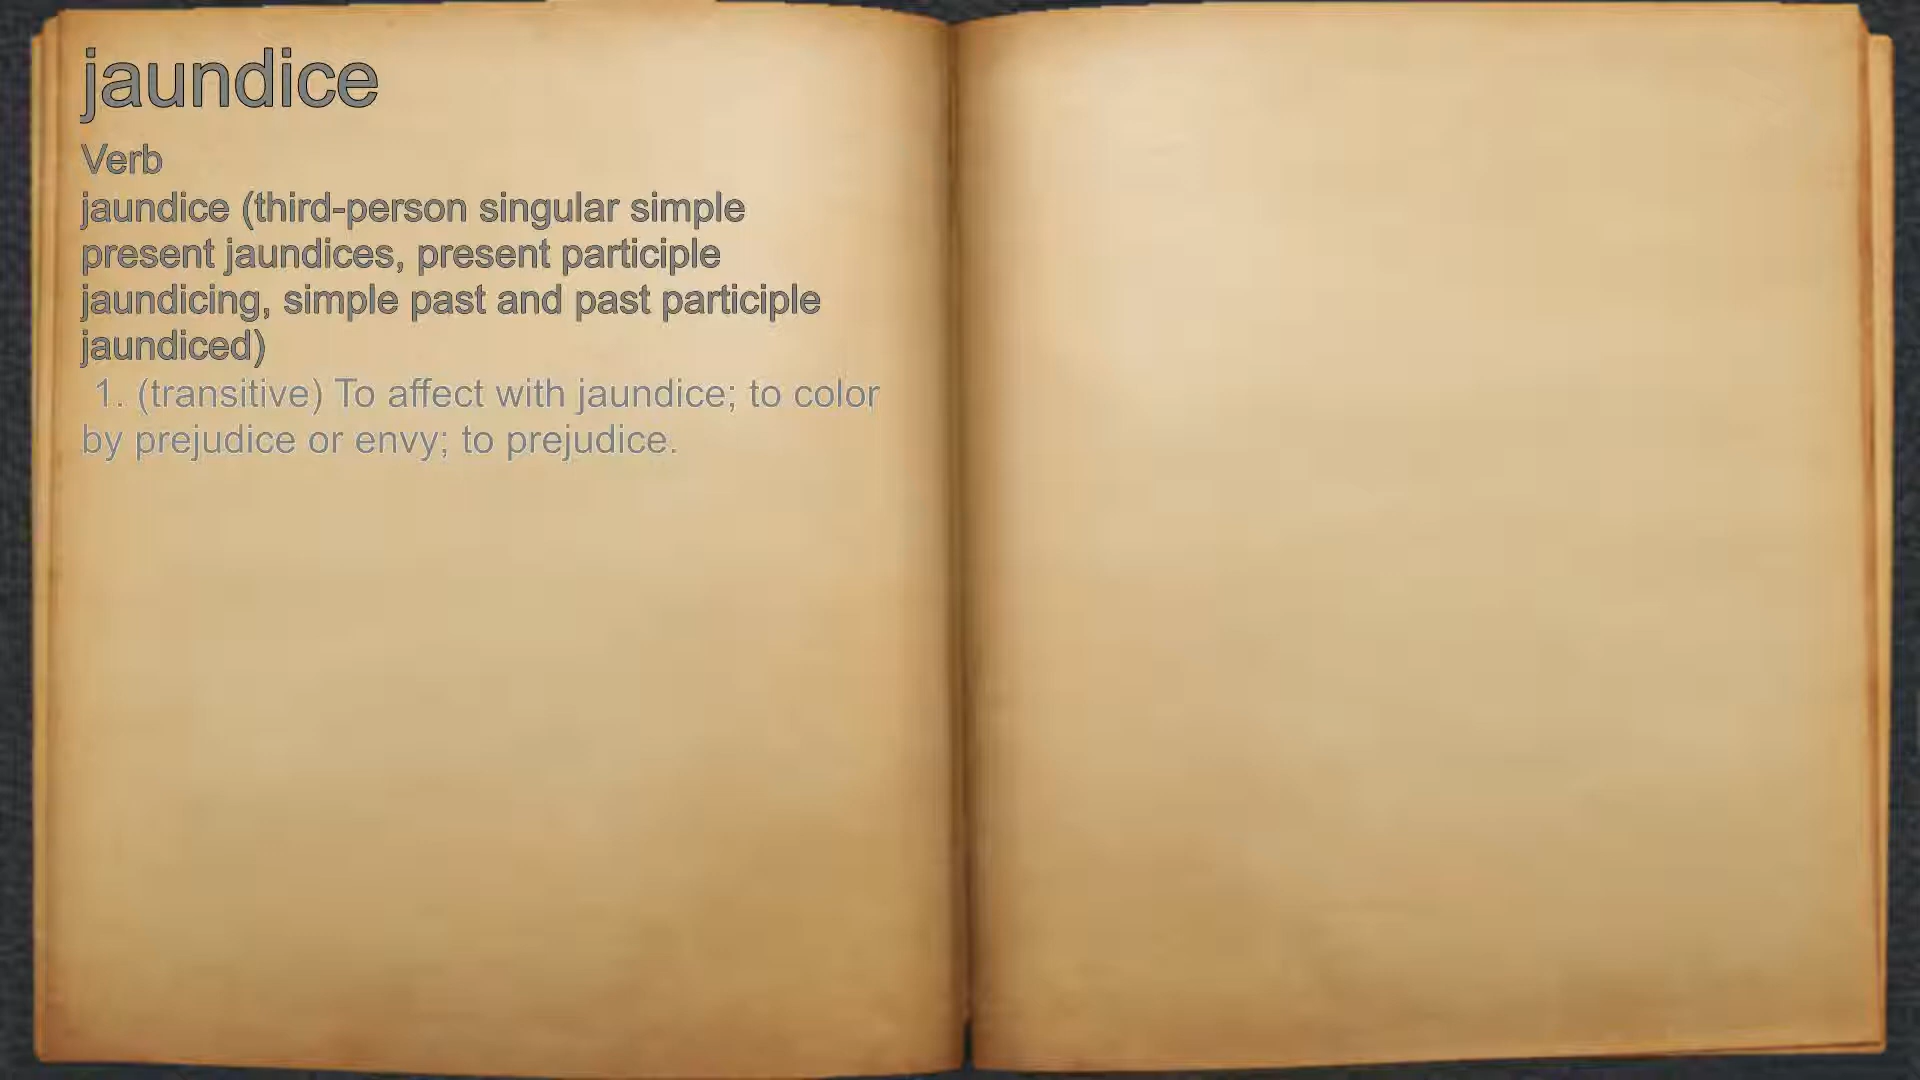 jaundice
Verb
jaundice (third-person singular simple
present jaundices, present participle
jaundicing, simple past and past participle
jaundiced)
1. (transitive) To affect with jaundice; to color
by prejudice or envy; to prejudice.